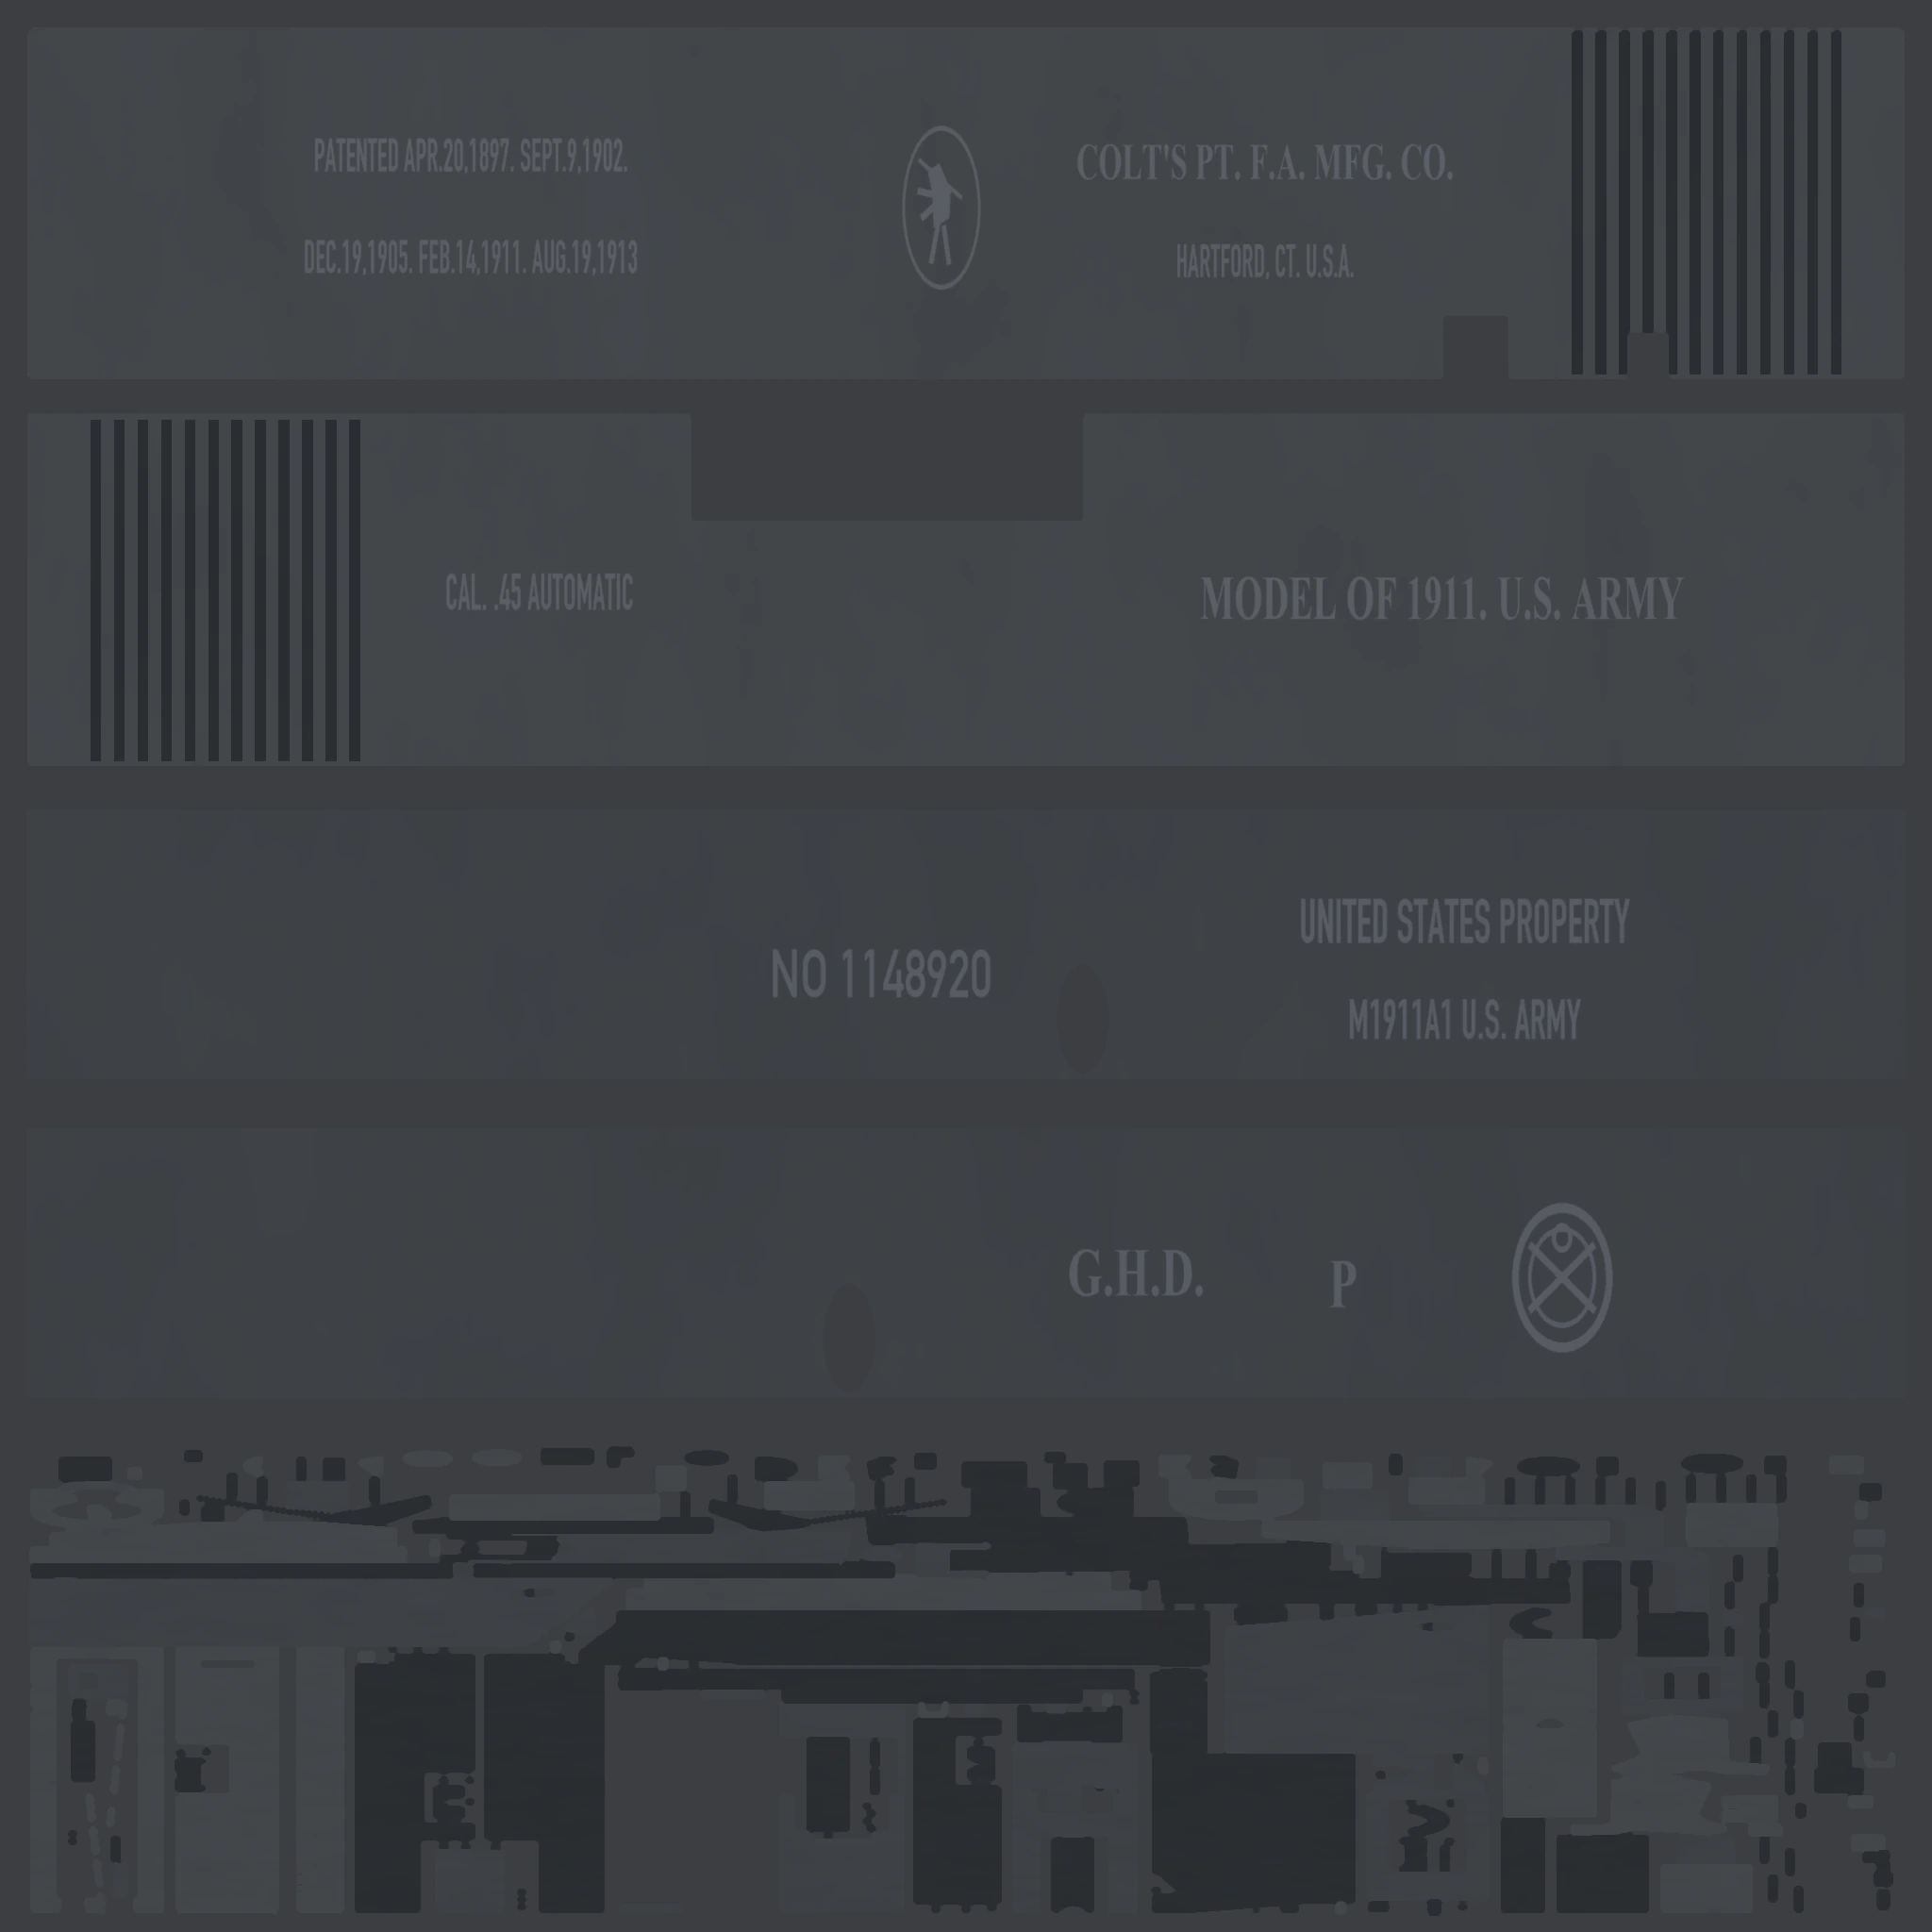 PATENTED APR.20,1897. SEPT.9,1902.
DEC.19,1905. FEB.14,1911. AUG.19,1913
COLT'S PT. F.A. MFG. CO.
HARTFORD, CT. U.S.A.
CAL. .45 AUTOMATIC
MODEL OF 1911. U.S. ARMY
NO 1148920
UNITED STATES PROPERTY
M1911A1 U.S. ARMY
G.H.D.
P